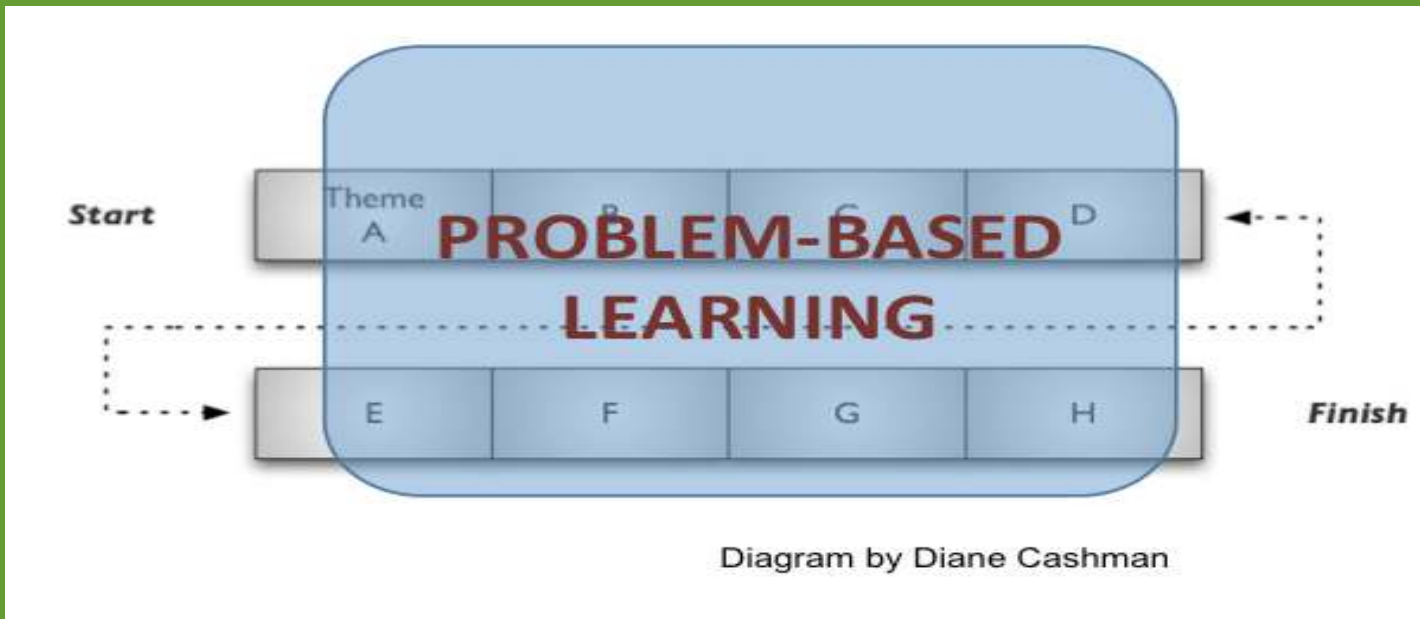 Start
Theme
A
B
C
D
PROBLEM-BASED
LEARNING
E
F
G
H
Finish
Diagram by Diane Cashman